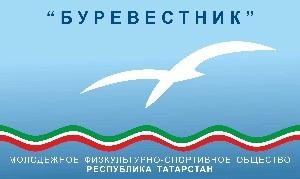 “БУРЕВЕСТНИК”
МОЛОДЕЖНОЕ ФИЗКУЛЬТУРНО-СПОРТИВНОЕ ОБЩЕСТВО
РЕСПУБЛИКА ТАТАРСТАН